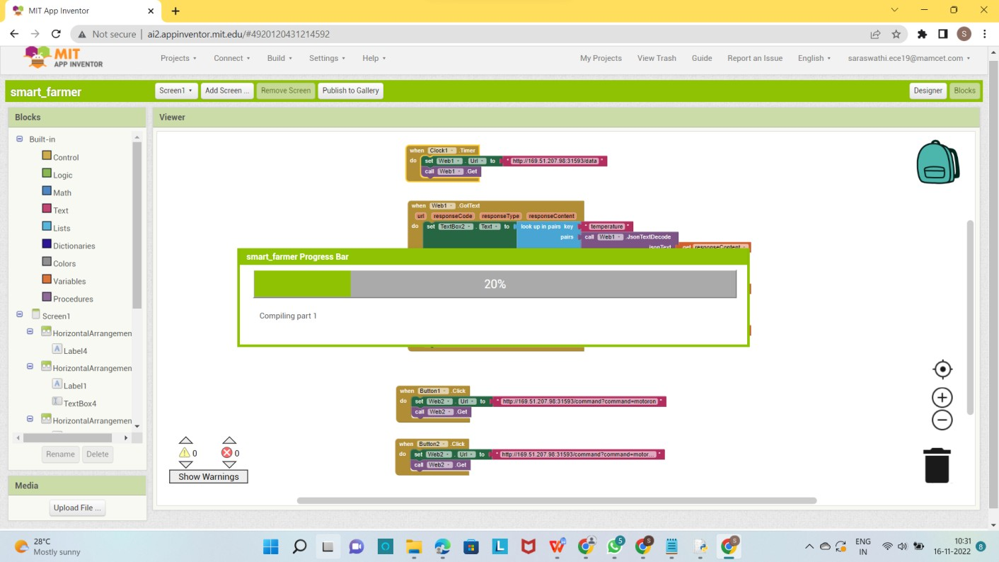 MIT App Inventor
Not secure | ai2.appinventor.mit.edu/#4920120431214592
S
MIT
APP INVENTOR
Projects Connect Build Settings Help My Projects View Trash Guide Report an Issue English saraswathi.ece19@mamcet.com
smart_farmer Screen1 Add Screen ... Remove Screen Publish to Gallery Designer Blocks
Blocks
Viewer
Built-in
Control
Logic
Math
Text
Lists
Dictionaries
Colors
Variables
Procedures
Screen1
HorizontalArrangemen
A Label4
HorizontalArrangemen
A Label1
I TextBox4
HorizontalArrangemen
Rename Delete
Media
Upload File ...
when Clock1 .Timer
do set Web1 . Url to " http://169.51.207.98:31593/data "
call Web1 .Get
when Web1 .GotText
url responseCode responseType responseContent
do set TextBox2 . Text to look up in pairs key " temperature "
pairs call Web1 .JsonTextDecode
jsonText get responseContent
smart_farmer Progress Bar
20%
Compiling part 1
when Button1 .Click
do set Web2 . Url to " http://169.51.207.98:31593/command?command=motoron "
call Web2 .Get
when Button2 .Click
do set Web2 . Url to " http://169.51.207.98:31593/command?command=motor... "
call Web2 .Get
0 0
Show Warnings
28°C
Mostly sunny
L
W
5
S
S
ENG
IN
10:31
16-11-2022
8